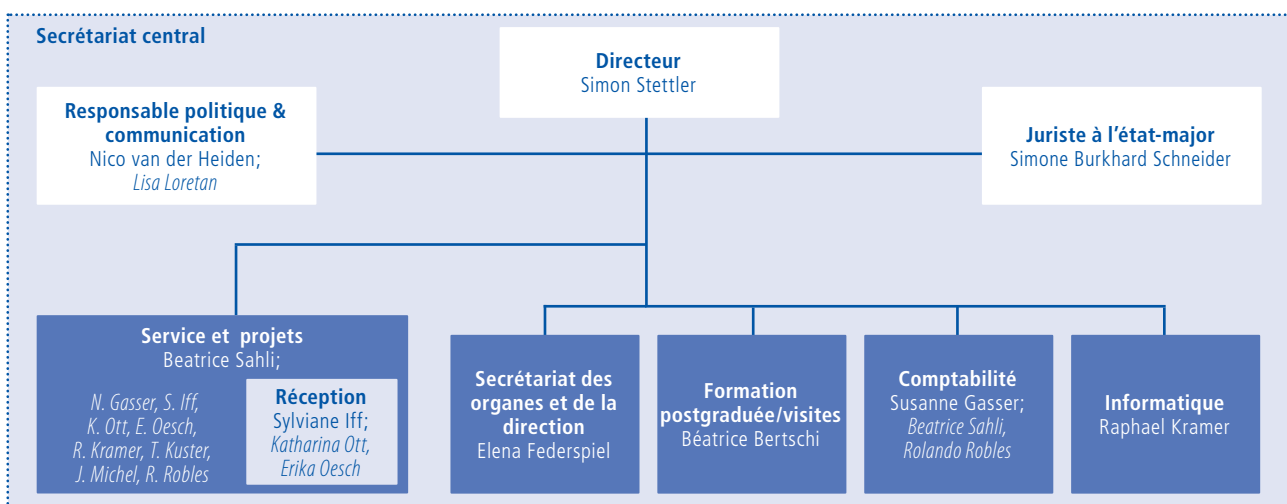 Secrétariat central
Directeur
Simon Stettler
Responsable politique &
communication
Nico van der Heiden;
Lisa Loretan
Juriste à l'état-major
Simone Burkhard Schneider
Service et projets
Beatrice Sahli;
N. Gasser, S. Iff,
K. Ott, E. Oesch,
R. Kramer, T. Kuster,
J. Michel, R. Robles
Réception
Sylviane Iff;
Katharina Ott,
Erika Oesch
Secrétariat des
organes et de la
direction
Elena Federspiel
Formation
postgraduée/visites
Béatrice Bertschi
Comptabilité
Susanne Gasser;
Beatrice Sahli,
Rolando Robles
Informatique
Raphael Kramer